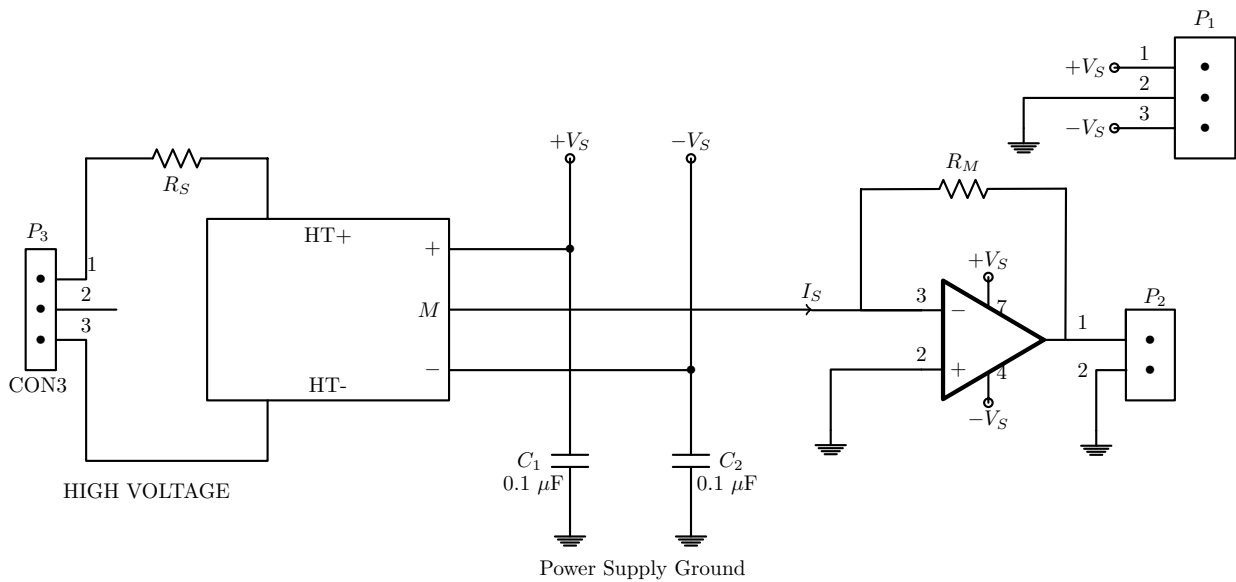 P1
+VS 1
2
−VS 3
+VS −VS
RS
RM
P3
HT+
1
2
3
+
M
−
HT-
CON3
IS
+VS
3 − 7
2 + 4
−VS
P2
1
2
C1
0.1 µF
C2
0.1 µF
HIGH VOLTAGE
Power Supply Ground